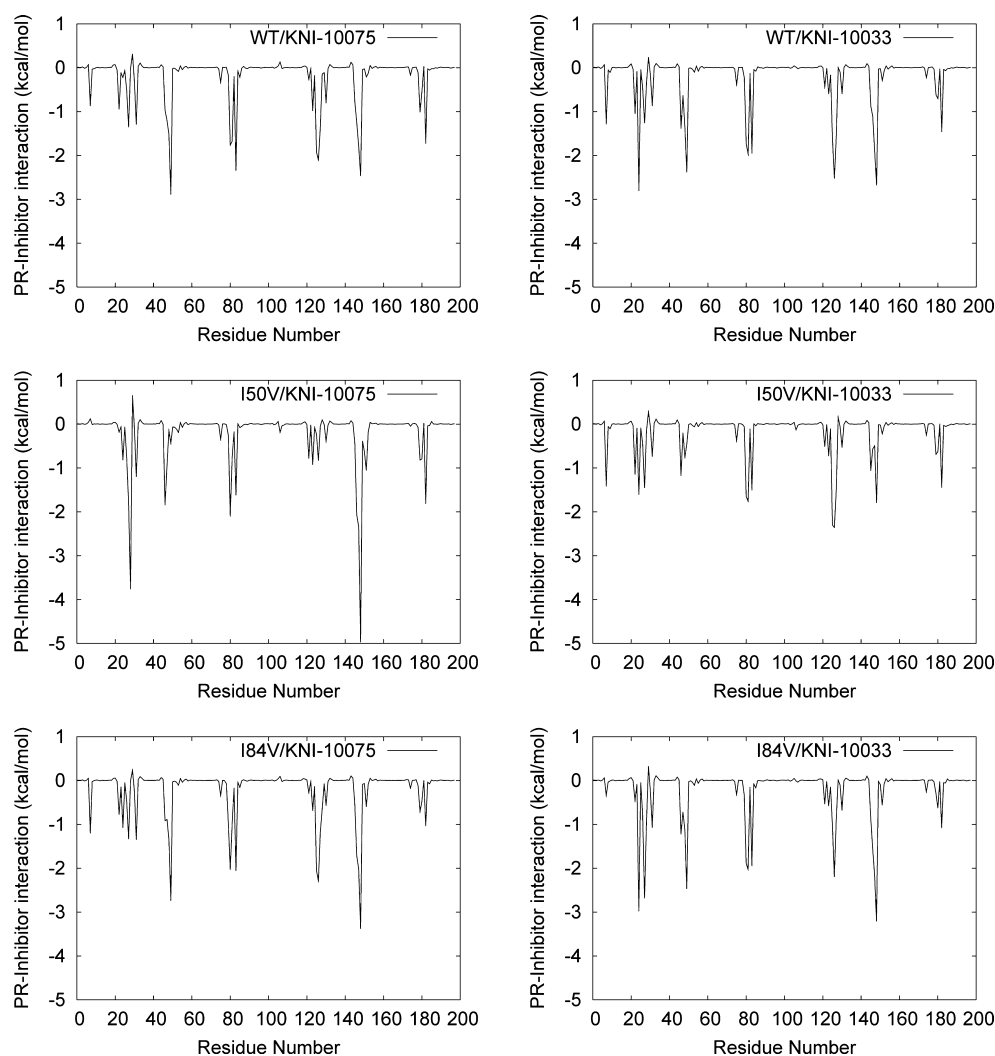 WT/KNI-10075
PR-Inhibitor interaction (kcal/mol)
1
0
-1
-2
-3
-4
-5
0 20 40 60 80 100 120 140 160 180 200
Residue Number
WT/KNI-10033
PR-Inhibitor interaction (kcal/mol)
1
0
-1
-2
-3
-4
-5
0 20 40 60 80 100 120 140 160 180 200
Residue Number
I50V/KNI-10075
PR-Inhibitor interaction (kcal/mol)
1
0
-1
-2
-3
-4
-5
0 20 40 60 80 100 120 140 160 180 200
Residue Number
I50V/KNI-10033
PR-Inhibitor interaction (kcal/mol)
1
0
-1
-2
-3
-4
-5
0 20 40 60 80 100 120 140 160 180 200
Residue Number
I84V/KNI-10075
PR-Inhibitor interaction (kcal/mol)
1
0
-1
-2
-3
-4
-5
0 20 40 60 80 100 120 140 160 180 200
Residue Number
I84V/KNI-10033
PR-Inhibitor interaction (kcal/mol)
1
0
-1
-2
-3
-4
-5
0 20 40 60 80 100 120 140 160 180 200
Residue Number